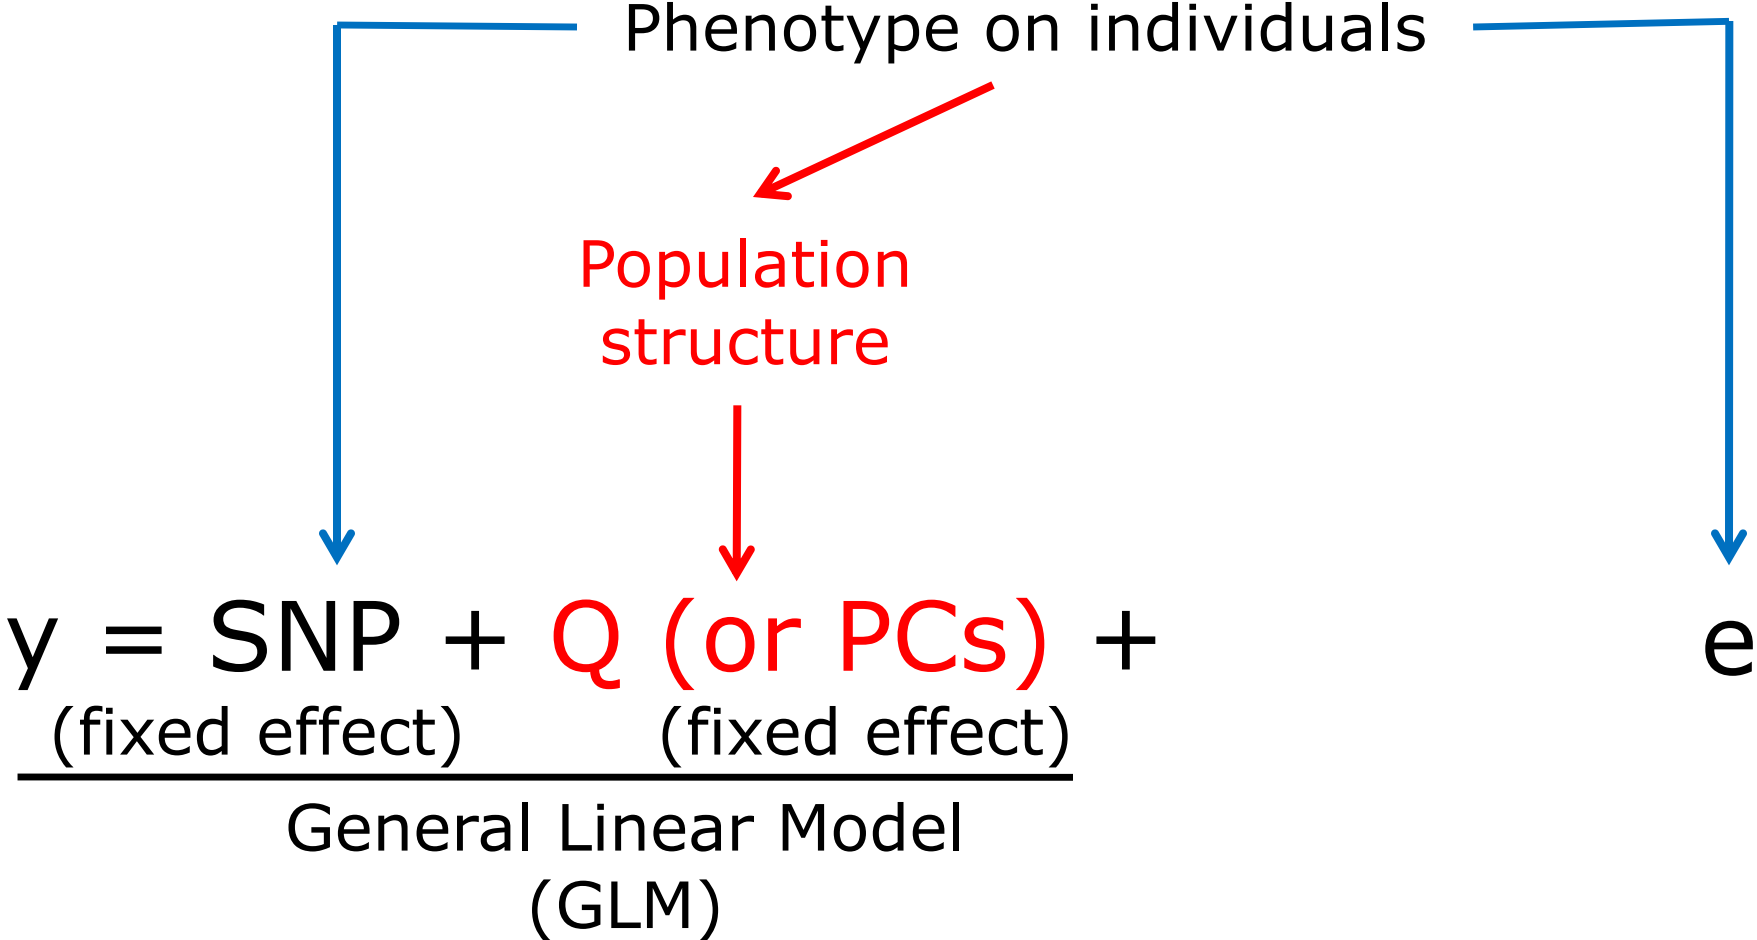 Phenotype on individuals
Population
structure
y = SNP + Q (or PCs) + e
(fixed effect) (fixed effect)
General Linear Model
(GLM)